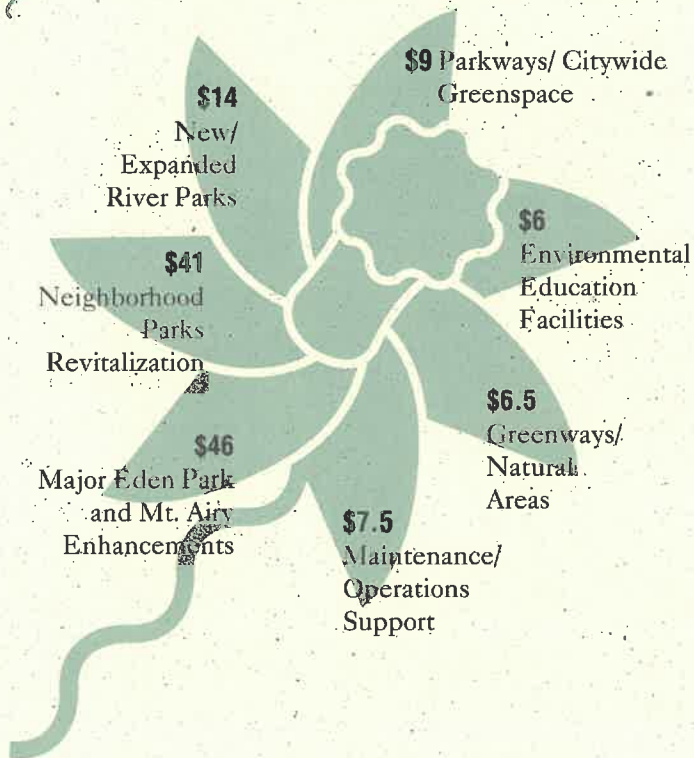 $9 Parkways/ Citywide
Greenspace
$14
New/
Expanded
River Parks
$6
Environmental
Education
Facilities
$41
Neighborhood
Parks
Revitalization
$6.5
Greenways/
Natural
Areas
$46
Major Eden Park
and Mt. Airy
Enhancements
$7.5
Maintenance/
Operations
Support